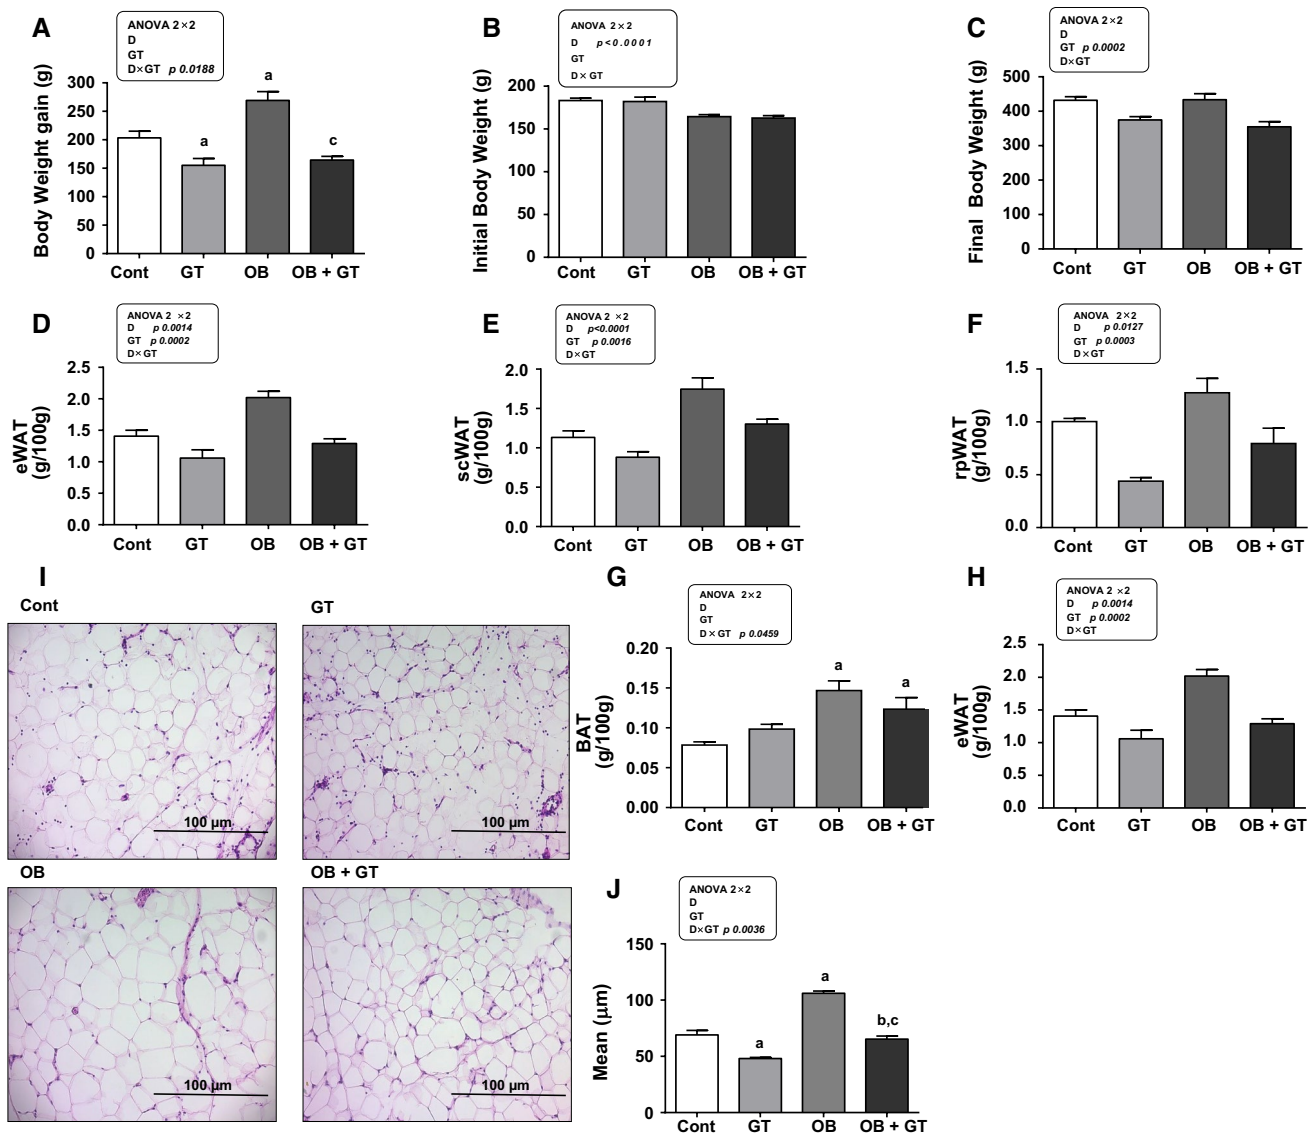 A
ANOVA 2×2
D
GT
D×GT p 0.0188
Body Weight gain (g)
300
250
200
150
100
50
0
a
a
c
Cont GT OB OB + GT
B
ANOVA 2×2
D p<0.0001
GT
D×GT
Initial Body Weight (g)
200
150
100
50
0
Cont GT OB OB + GT
C
ANOVA 2×2
D
GT p 0.0002
D×GT
Final Body Weight (g)
500
400
300
200
100
0
Cont GT OB OB + GT
D
ANOVA 2 ×2
D p 0.0014
GT p 0.0002
D×GT
eWAT
(g/100g)
2.5
2.0
1.5
1.0
0.5
0.0
Cont GT OB OB + GT
E
ANOVA 2 ×2
D p<0.0001
GT p 0.0016
D×GT
scWAT
(g/100g)
2.0
1.5
1.0
0.5
0.0
Cont GT OB OB + GT
F
ANOVA 2×2
D p 0.0127
GT p 0.0003
D×GT
rpWAT
(g/100g)
1.5
1.0
0.5
0.0
Cont GT OB OB + GT
I
Cont
100 µm
GT
100 µm
OB
100 µm
OB + GT
100 µm
G
ANOVA 2×2
D
GT
D×GT p 0.0459
BAT
(g/100g)
0.20
0.15
0.10
0.05
0.00
a
a
Cont GT OB OB + GT
H
ANOVA 2 ×2
D p 0.0014
GT p 0.0002
D×GT
eWAT
(g/100g)
2.5
2.0
1.5
1.0
0.5
0.0
Cont GT OB OB + GT
J
ANOVA 2×2
D
GT
D×GT p 0.0036
Mean (µm)
150
100
50
0
a
a
b,c
Cont GT OB OB + GT